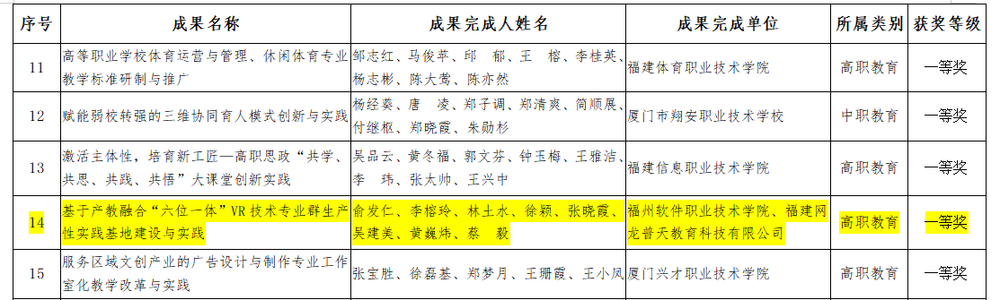 序号 成果名称 成果完成人姓名 成果完成单位 所属类别 获奖等级
高等职业学校体育运营与管理、休闲体育专业 邹志红、马俊苹、邱　郁、王　榕、李桂英、
11 教学标准研制与推广 杨志彬、陈大莺、陈亦然 福建体育职业技术学院 高职教育 一等奖
杨经葵、唐　凌、郑子调、郑清爽、简顺展、
12 赋能弱校转强的三维协同育人模式创新与实践 付继枢、郑晓霞、朱勋杉 厦门市翔安职业技术学校 中职教育 一等奖
激活主体性，培育新工匠—高职思政“共学、 吴品云、黄冬福、郭文芬、钟玉梅、王雅洁、
13 共思、共践、共悟”大课堂创新实践 李　玮、张太帅、王兴中 福建信息职业技术学院 高职教育 一等奖
基于产教融合“六位一体”VR技术专业群生产 俞发仁、李榕玲、林土水、徐颖、张晓霞、 福州软件职业技术学院、福建网
14 性实践基地建设与实践 吴建美、黄巍炜、蔡　毅 龙普天教育科技有限公司 高职教育 一等奖
服务区域文创产业的广告设计与制作专业工作
15 室化教学改革与实践 张宝胜、徐磊基、郑梦月、王珊霞、王小凤 厦门兴才职业技术学院 高职教育 一等奖